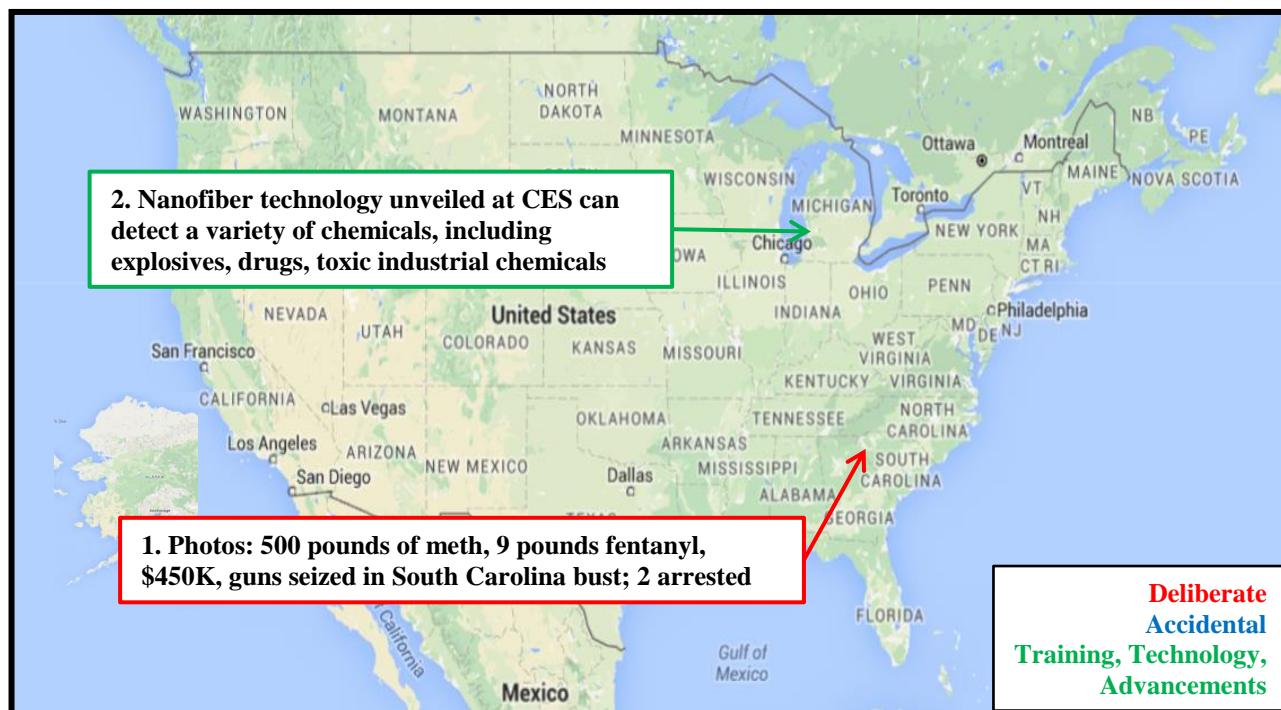 NORTH
DAKOTA
WASHINGTON
MONTANA
MINNESOTA
NB
PE
Ottawa
Montreal
MAINE
NOVA SCOTIA
WISCONSIN
VT
MICHIGAN
Toronto
NH
NEW YORK
MA
CT RI
2. Nanofiber technology unveiled at CES can
detect a variety of chemicals, including
explosives, drugs, toxic industrial chemicals
Chicago
OWA
ILLINOIS
OHIO
PENN
INDIANA
NEVADA
United States
Philadelphia
MD
DE NJ
UTAH
COLORADO
KANSAS
MISSOURI
WEST
VIRGINIA
San Francisco
KENTUCKY
VIRGINIA
CALIFORNIA
Las Vegas
OKLAHOMA
TENNESSEE
NORTH
CAROLINA
Los Angeles
ARIZONA
NEW MEXICO
ARKANSAS
SOUTH
CAROLINA
San Diego
Dallas
MISSISSIPPI
ALABAMA
GEORGIA
1. Photos: 500 pounds of meth, 9 pounds fentanyl,
$450K, guns seized in South Carolina bust; 2 arrested
FLORIDA
California
Gulf of
Mexico
Mexico
Deliberate
Accidental
Training, Technology,
Advancements